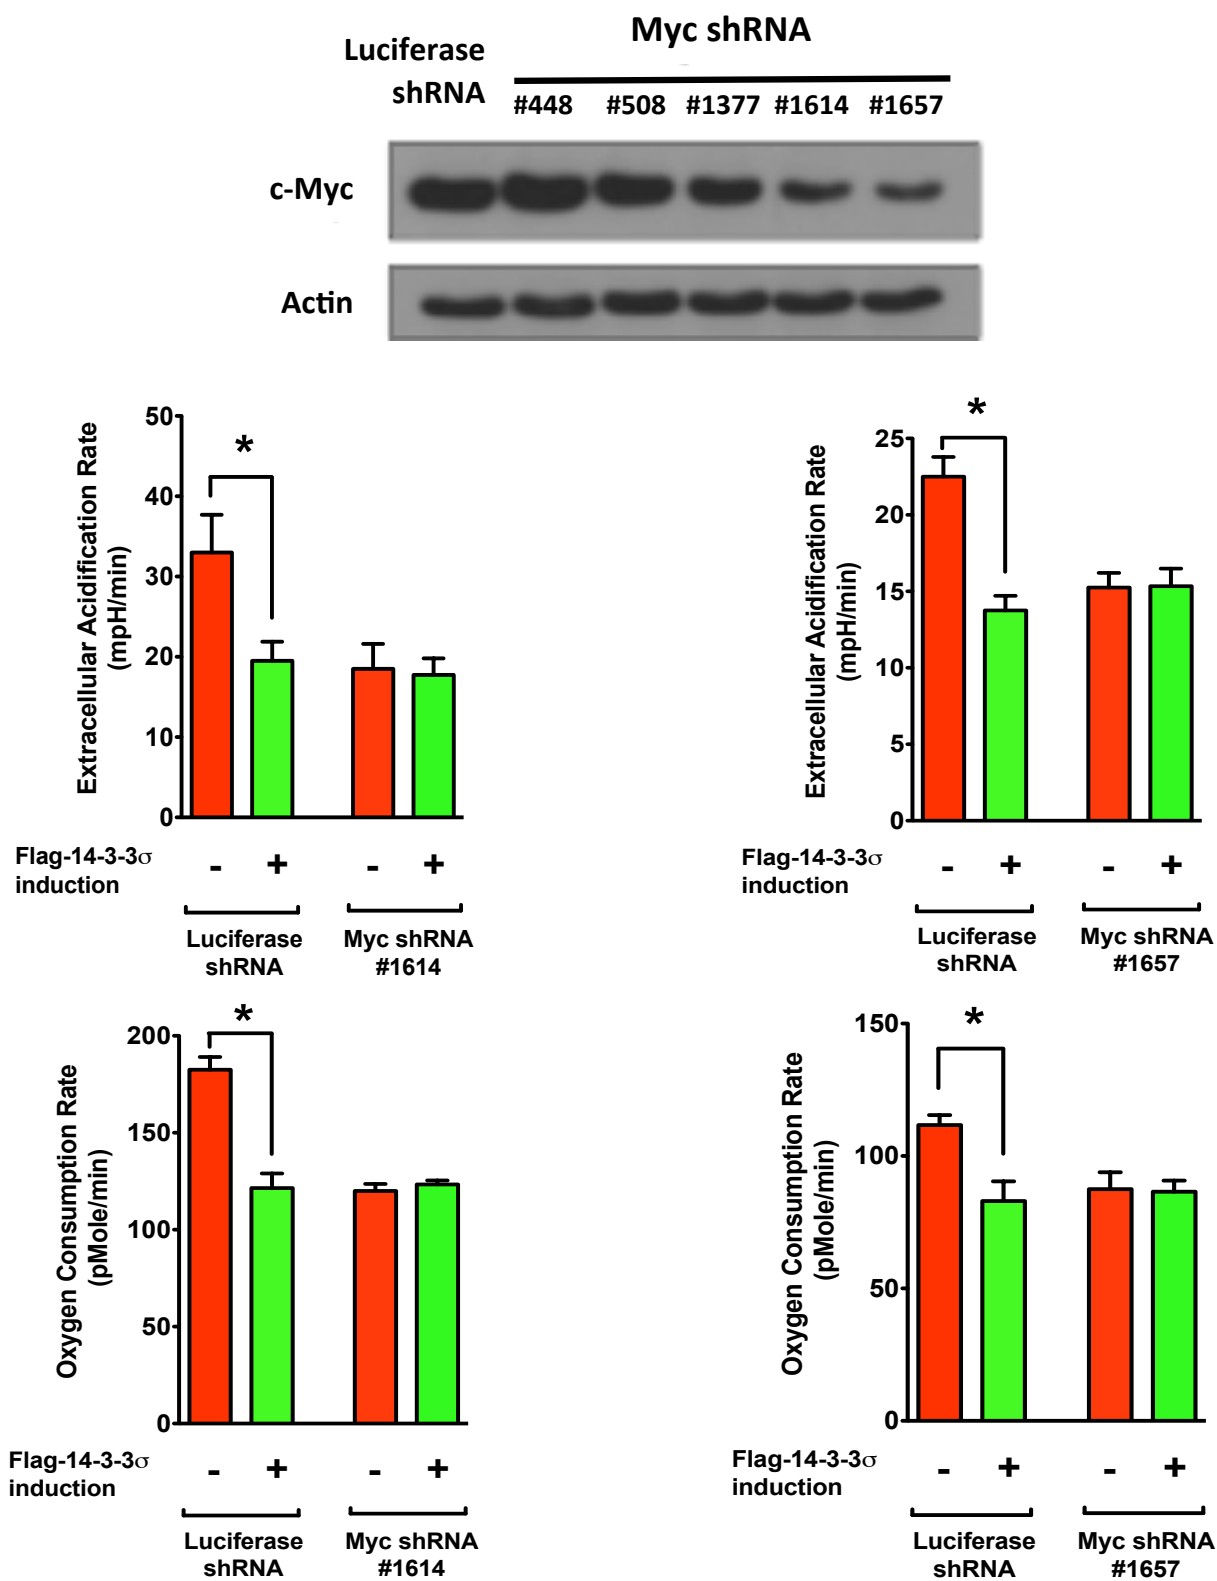 Myc shRNA
Luciferase
shRNA
#448 #508 #1377 #1614 #1657
c-Myc
Actin
Extracellular Acidification Rate
(mpH/min)
50
40
30
20
10
0
*
Flag-14-3-3σ
induction
- + - +
Luciferase
shRNA
Myc shRNA
#1614
Extracellular Acidification Rate
(mpH/min)
25
20
15
10
5
0
*
Flag-14-3-3σ
induction
- + - +
Luciferase
shRNA
Myc shRNA
#1657
Oxygen Consumption Rate
(pMole/min)
200
150
100
50
0
*
Flag-14-3-3σ
induction
- + - +
Luciferase
shRNA
Myc shRNA
#1614
Oxygen Consumption Rate
(pMole/min)
150
100
50
0
*
Flag-14-3-3σ
induction
- + - +
Luciferase
shRNA
Myc shRNA
#1657